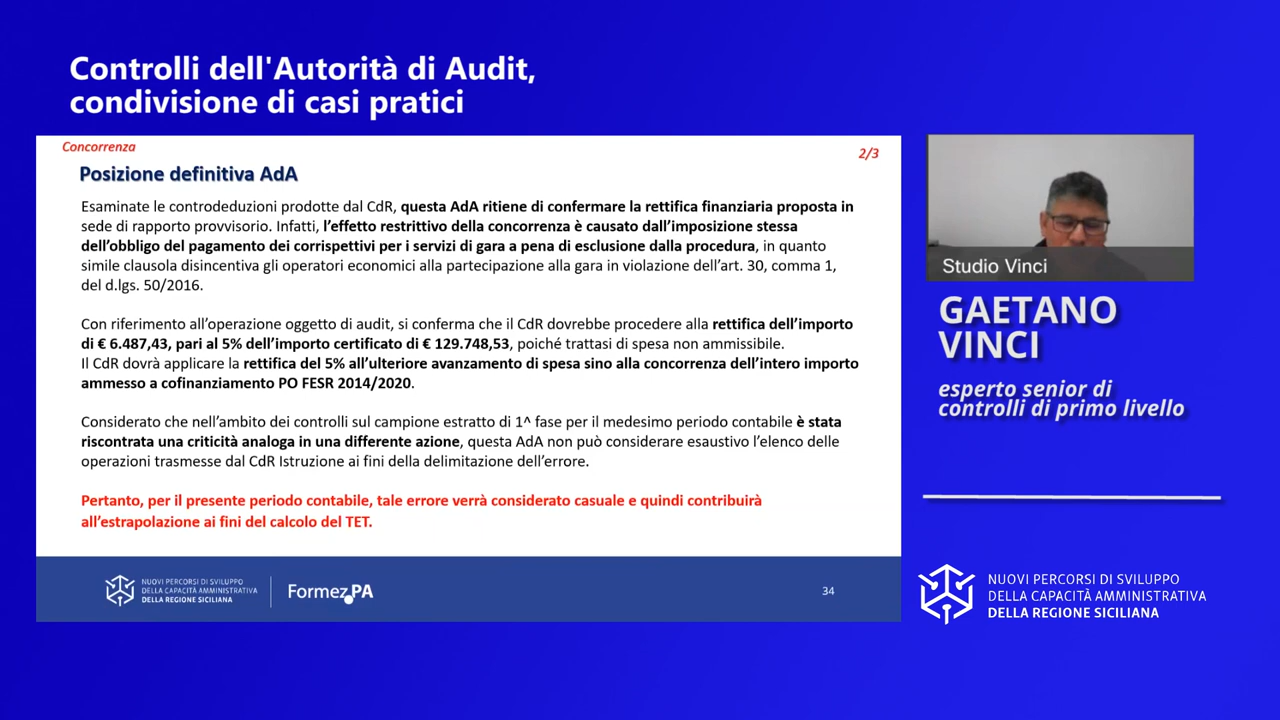 Controlli dell'Autorità di Audit,
condivisione di casi pratici
Concorrenza
2/3
Posizione definitiva AdA
Esaminate le controdeduzioni prodotte dal CdR, questa AdA ritiene di confermare la rettifica finanziaria proposta in
sede di rapporto provvisorio. Infatti, l'effetto restrittivo della concorrenza è causato dall'imposizione stessa
dell'obbligo del pagamento dei corrispettivi per i servizi di gara a pena di esclusione dalla procedura, in quanto
simile clausola disincentiva gli operatori economici alla partecipazione alla gara in violazione dell'art. 30, comma 1,
del d.lgs. 50/2016.
Con riferimento all'operazione oggetto di audit, si conferma che il CdR dovrebbe procedere alla rettifica dell'importo
di € 6.487,43, pari al 5% dell'importo certificato di € 129.748,53, poiché trattasi di spesa non ammissibile.
Il CdR dovrà applicare la rettifica del 5% all'ulteriore avanzamento di spesa sino alla concorrenza dell'intero importo
ammesso a cofinanziamento PO FESR 2014/2020.
Considerato che nell'ambito dei controlli sul campione estratto di 1^ fase per il medesimo periodo contabile è stata
riscontrata una criticità analoga in una differente azione, questa AdA non può considerare esaustivo l'elenco delle
operazioni trasmesse dal CdR Istruzione ai fini della delimitazione dell'errore.
Pertanto, per il presente periodo contabile, tale errore verrà considerato casuale e quindi contribuirà
all'estrapolazione ai fini del calcolo del TET.
NUOVI PERCORSI DI SVILUPPO
DELLA CAPACITÀ AMMINISTRATIVA
DELLA REGIONE SICILIANA
Formez PA
34
Studio Vinci
GAETANO
VINCI
esperto senior di
controlli di primo livello
NUOVI PERCORSI DI SVILUPPO
DELLA CAPACITÀ AMMINISTRATIVA
DELLA REGIONE SICILIANA